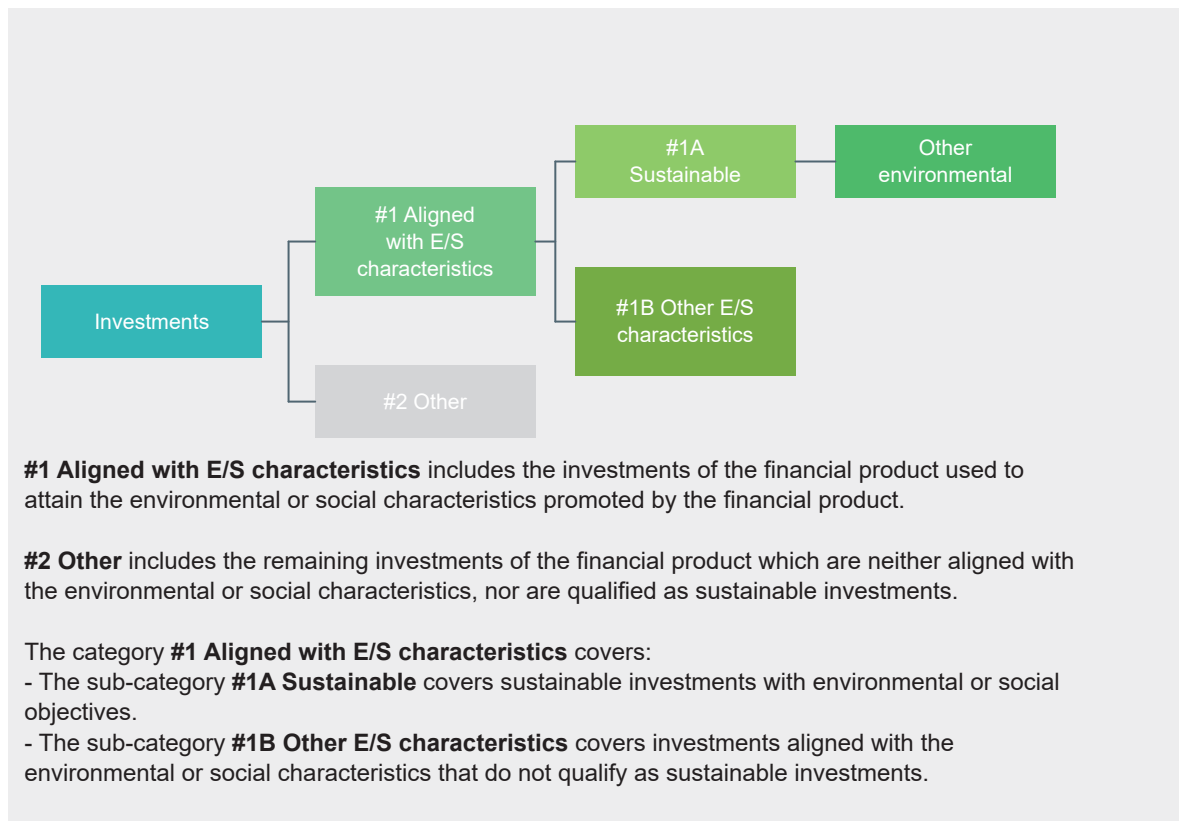 #1A
Sustainable
Other
environmental
#1 Aligned
with E/S
characteristics
Investments
#1B Other E/S
characteristics
#2 Other
#1 Aligned with E/S characteristics includes the investments of the financial product used to
attain the environmental or social characteristics promoted by the financial product.
#2 Other includes the remaining investments of the financial product which are neither aligned with
the environmental or social characteristics, nor are qualified as sustainable investments.
The category #1 Aligned with E/S characteristics covers:
- The sub-category #1A Sustainable covers sustainable investments with environmental or social
objectives.
- The sub-category #1B Other E/S characteristics covers investments aligned with the
environmental or social characteristics that do not qualify as sustainable investments.